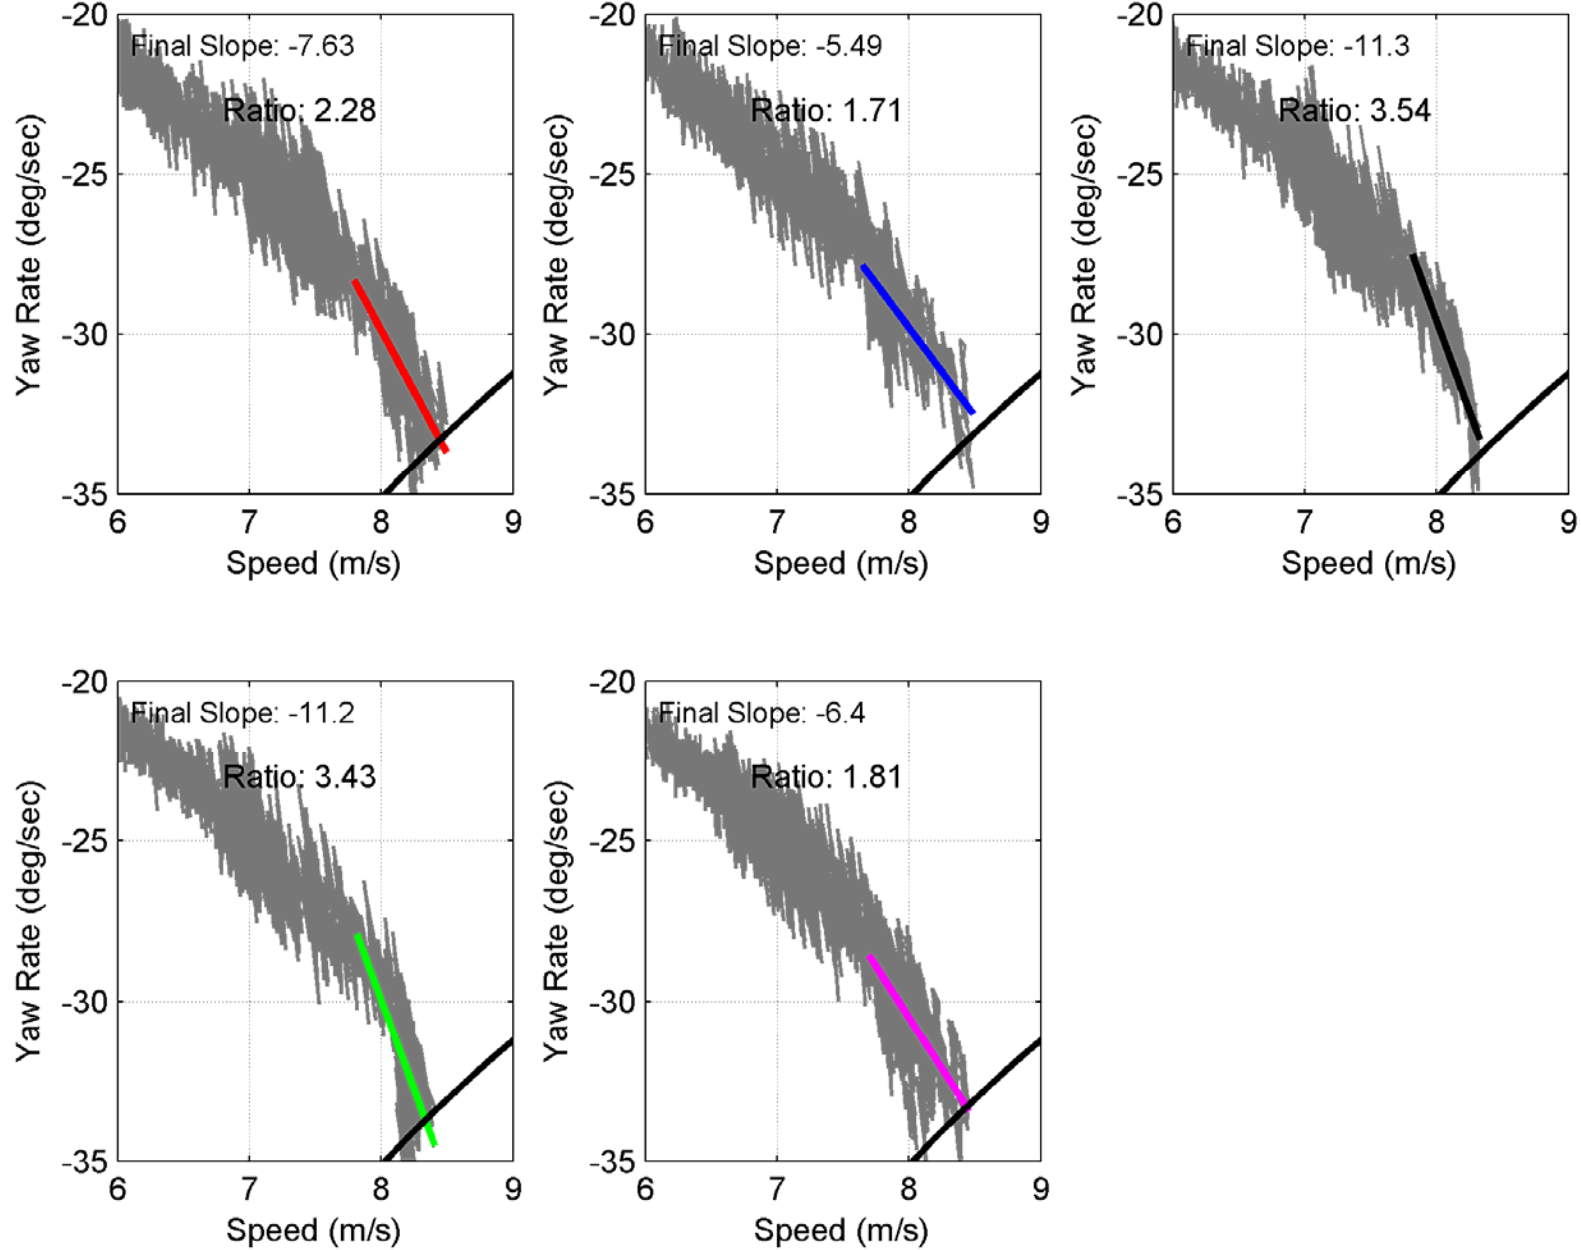 -20
-25
-30
-35
Yaw Rate (deg/sec)
Final Slope: -7.63
Ratio: 2.28
6 7 8 9
Speed (m/s)
-20
-25
-30
-35
Yaw Rate (deg/sec)
Final Slope: -5.49
Ratio: 1.71
6 7 8 9
Speed (m/s)
-20
-25
-30
-35
Yaw Rate (deg/sec)
Final Slope: -11.3
Ratio: 3.54
6 7 8 9
Speed (m/s)
-20
-25
-30
-35
Yaw Rate (deg/sec)
Final Slope: -11.2
Ratio: 3.43
6 7 8 9
Speed (m/s)
-20
-25
-30
-35
Yaw Rate (deg/sec)
Final Slope: -6.4
Ratio: 1.81
6 7 8 9
Speed (m/s)